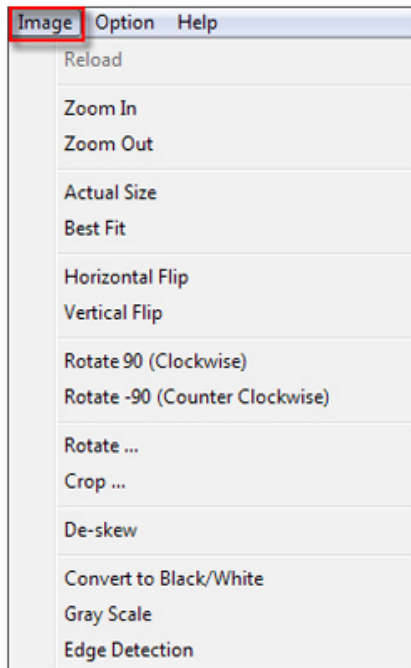 Image Option Help
Reload
Zoom In
Zoom Out
Actual Size
Best Fit
Horizontal Flip
Vertical Flip
Rotate 90 (Clockwise)
Rotate -90 (Counter Clockwise)
Rotate ...
Crop ...
De-skew
Convert to Black/White
Gray Scale
Edge Detection